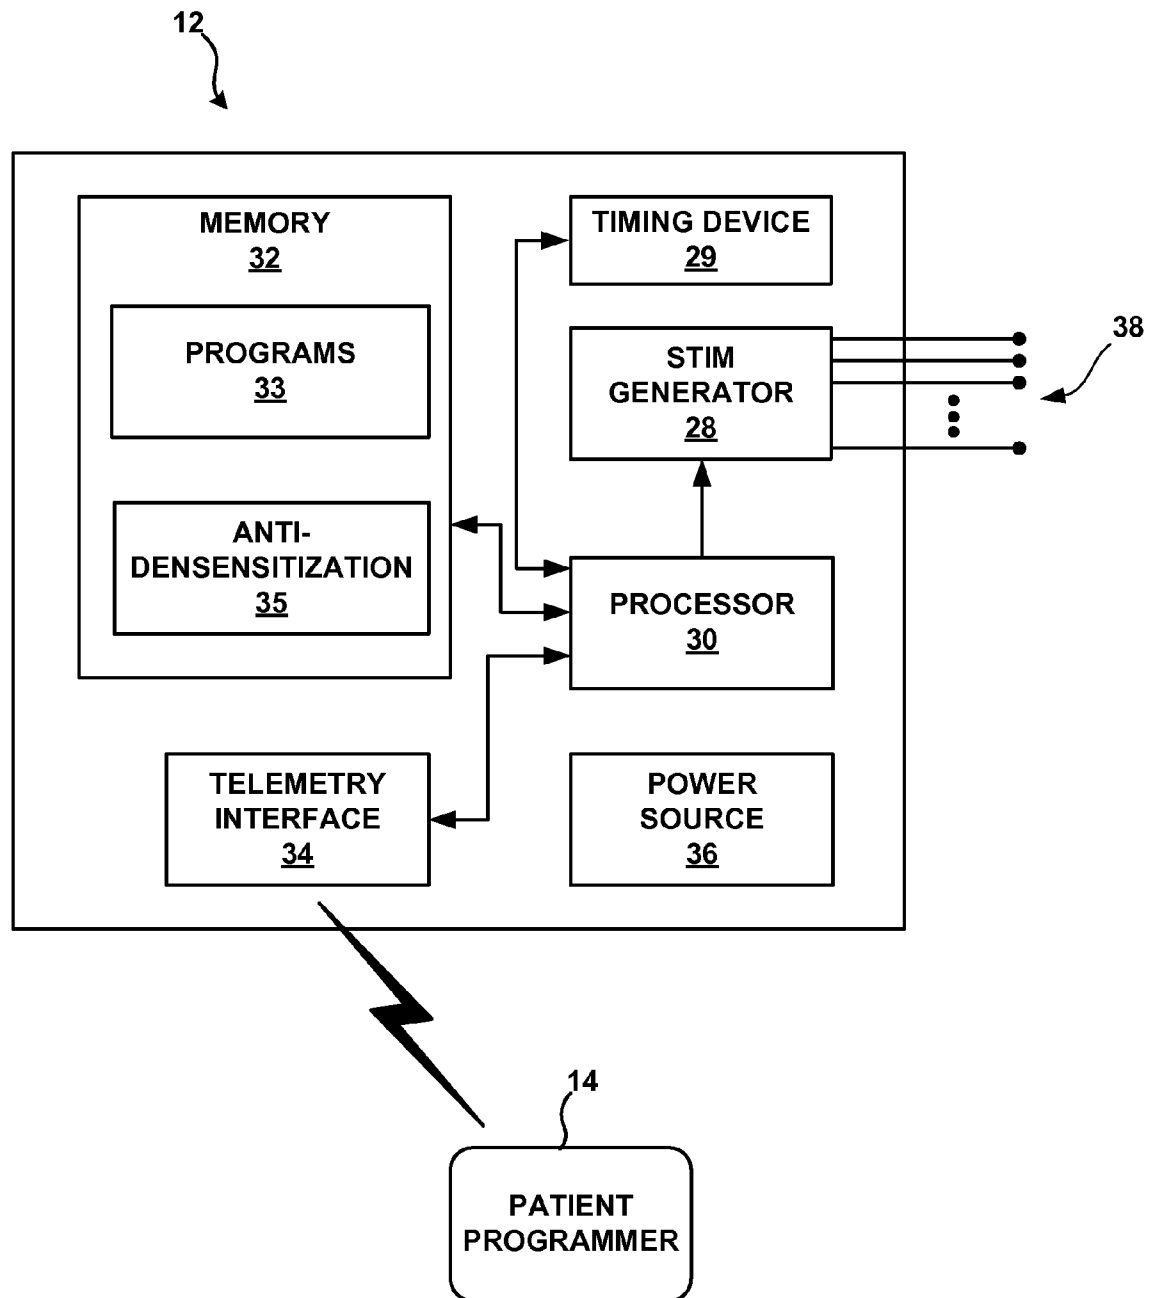 12
MEMORY
32
PROGRAMS
33
ANTI-
DENSENSITIZATION
35
TIMING DEVICE
29
STIM
GENERATOR
28
38
PROCESSOR
30
TELEMETRY
INTERFACE
34
POWER
SOURCE
36
14
PATIENT
PROGRAMMER